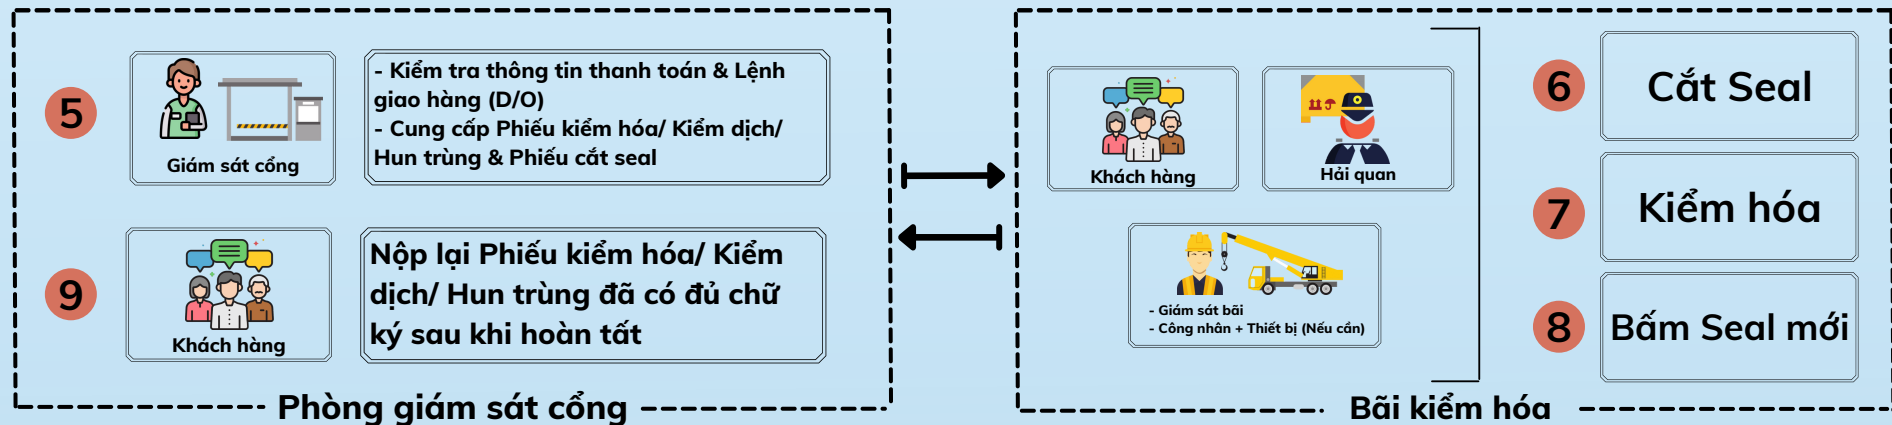 5
Giám sát cổng
- Kiểm tra thông tin thanh toán & Lệnh
giao hàng (D/O)
- Cung cấp Phiếu kiểm hóa/ Kiểm dịch/
Hun trùng & Phiếu cắt seal
9
Khách hàng
Nộp lại Phiếu kiểm hóa/ Kiểm
dịch/ Hun trùng đã có đủ chữ
ký sau khi hoàn tất
Phòng giám sát cổng
Khách hàng
Hải quan
- Giám sát bãi
- Công nhân + Thiết bị (Nếu cần)
6
Cắt Seal
7
Kiểm hóa
8
Bấm Seal mới
Bãi kiểm hóa